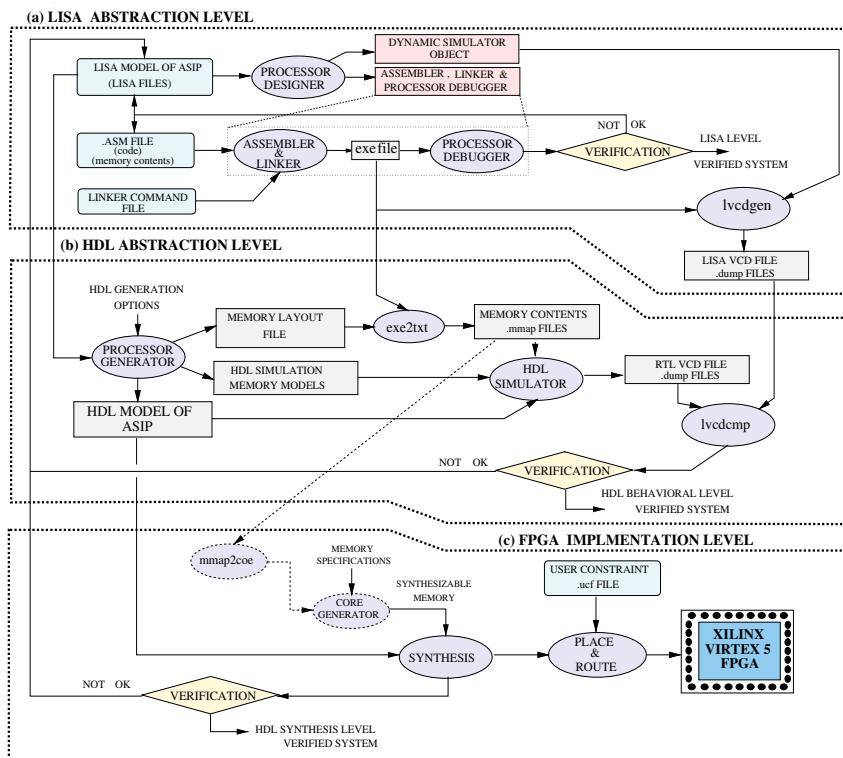 (a) LISA ABSTRACTION LEVEL
LISA MODEL OF ASIP
(LISA FILES)
PROCESSOR
DESIGNER
DYNAMIC SIMULATOR
OBJECT
ASSEMBLER , LINKER &
PROCESSOR DEBUGGER
.ASM FILE
(code)
(memory contents)
ASSEMBLER
&
LINKER
exe file
PROCESSOR
DEBUGGER
NOT OK
VERIFICATION
LISA LEVEL
VERIFIED SYSTEM
LINKER COMMAND
FILE
lvcdgen
LISA VCD FILE
.dump FILES
(b) HDL ABSTRACTION LEVEL
HDL GENERATION
OPTIONS
PROCESSOR
GENERATOR
MEMORY LAYOUT
FILE
exe2txt
MEMORY CONTENTS
.mmap FILES
HDL SIMULATION
MEMORY MODELS
HDL
SIMULATOR
RTL VCD FILE
.dump FILES
HDL MODEL OF
ASIP
lvcdcmp
NOT OK
VERIFICATION
HDL BEHAVIORAL LEVEL
VERIFIED SYSTEM
(c) FPGA IMPLMENTATION LEVEL
mmap2coe
MEMORY
SPECIFICATIONS
CORE
GENERATOR
SYNTHESIZABLE
MEMORY
USER CONSTRAINT
.ucf FILE
SYNTHESIS
PLACE
&
ROUTE
XILINX
VIRTEX 5
FPGA
NOT OK
VERIFICATION
HDL SYNTHESIS LEVEL
VERIFIED SYSTEM